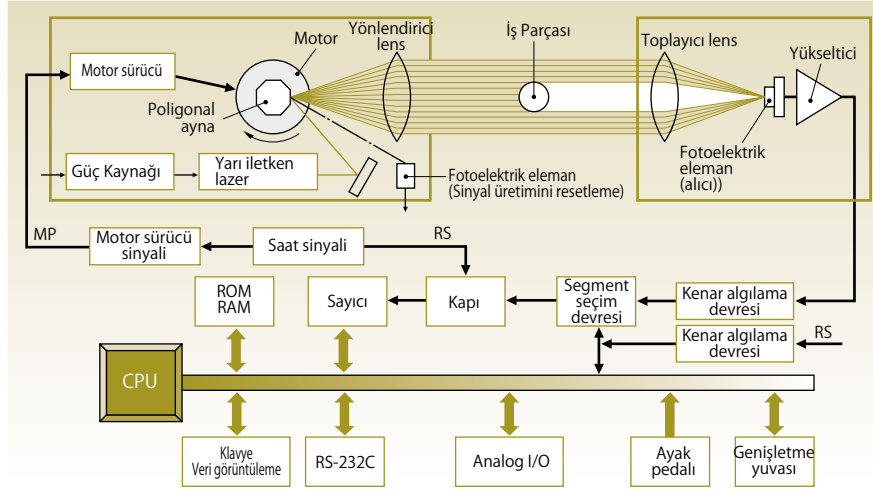 Motor
Yönlendirici
lens
İş Parçası
Toplayıcı lens
Yükseltici
Motor sürücü
Poligonal
ayna
Güç Kaynağı
Yarı iletken
lazer
Fotoelektrik eleman
(Sinyal üretimini resetleme)
Fotoelektrik
eleman
(alıcı))
MP
Motor sürücü
sinyali
Saat sinyali
RS
ROM
RAM
Sayıcı
Kapı
Segment
seçim
devresi
Kenar algılama
devresi
Kenar algılama
devresi
RS
CPU
Klavye
Veri görüntüleme
RS-232C
Analog I/O
Ayak
pedalı
Genişletme
yuvası